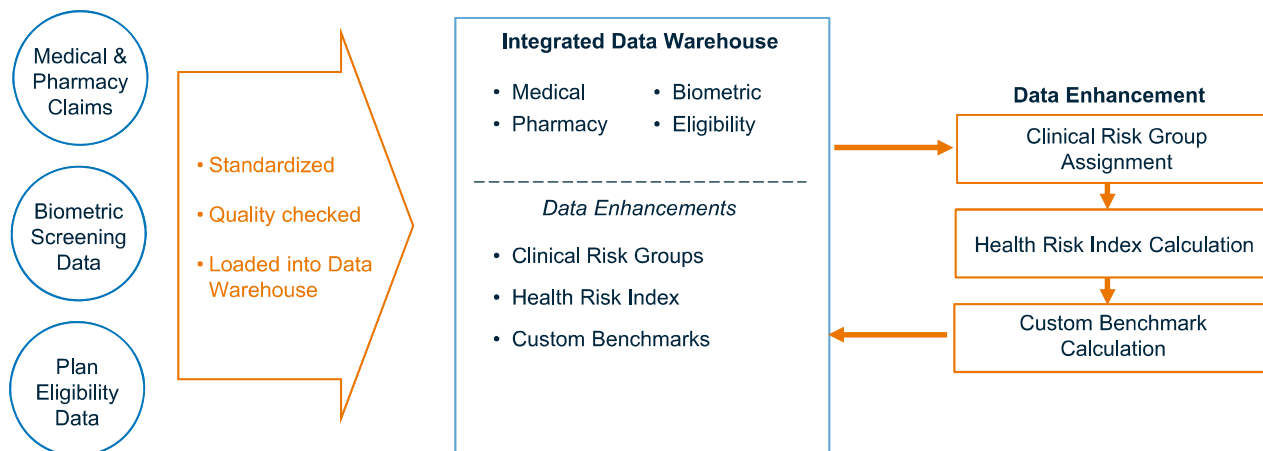 Medical &
Pharmacy
Claims
Biometric
Screening
Data
Plan
Eligibility
Data
• Standardized
• Quality checked
• Loaded into Data
Warehouse
Integrated Data Warehouse
• Medical
• Pharmacy
• Biometric
• Eligibility
Data Enhancements
• Clinical Risk Groups
• Health Risk Index
• Custom Benchmarks
Data Enhancement
Clinical Risk Group
Assignment
Health Risk Index Calculation
Custom Benchmark
Calculation